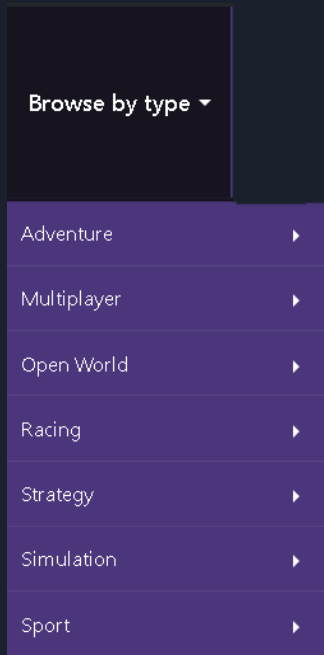 Browse by type
Adventure
Multiplayer
Open World
Racing
Strategy
Simulation
Sport